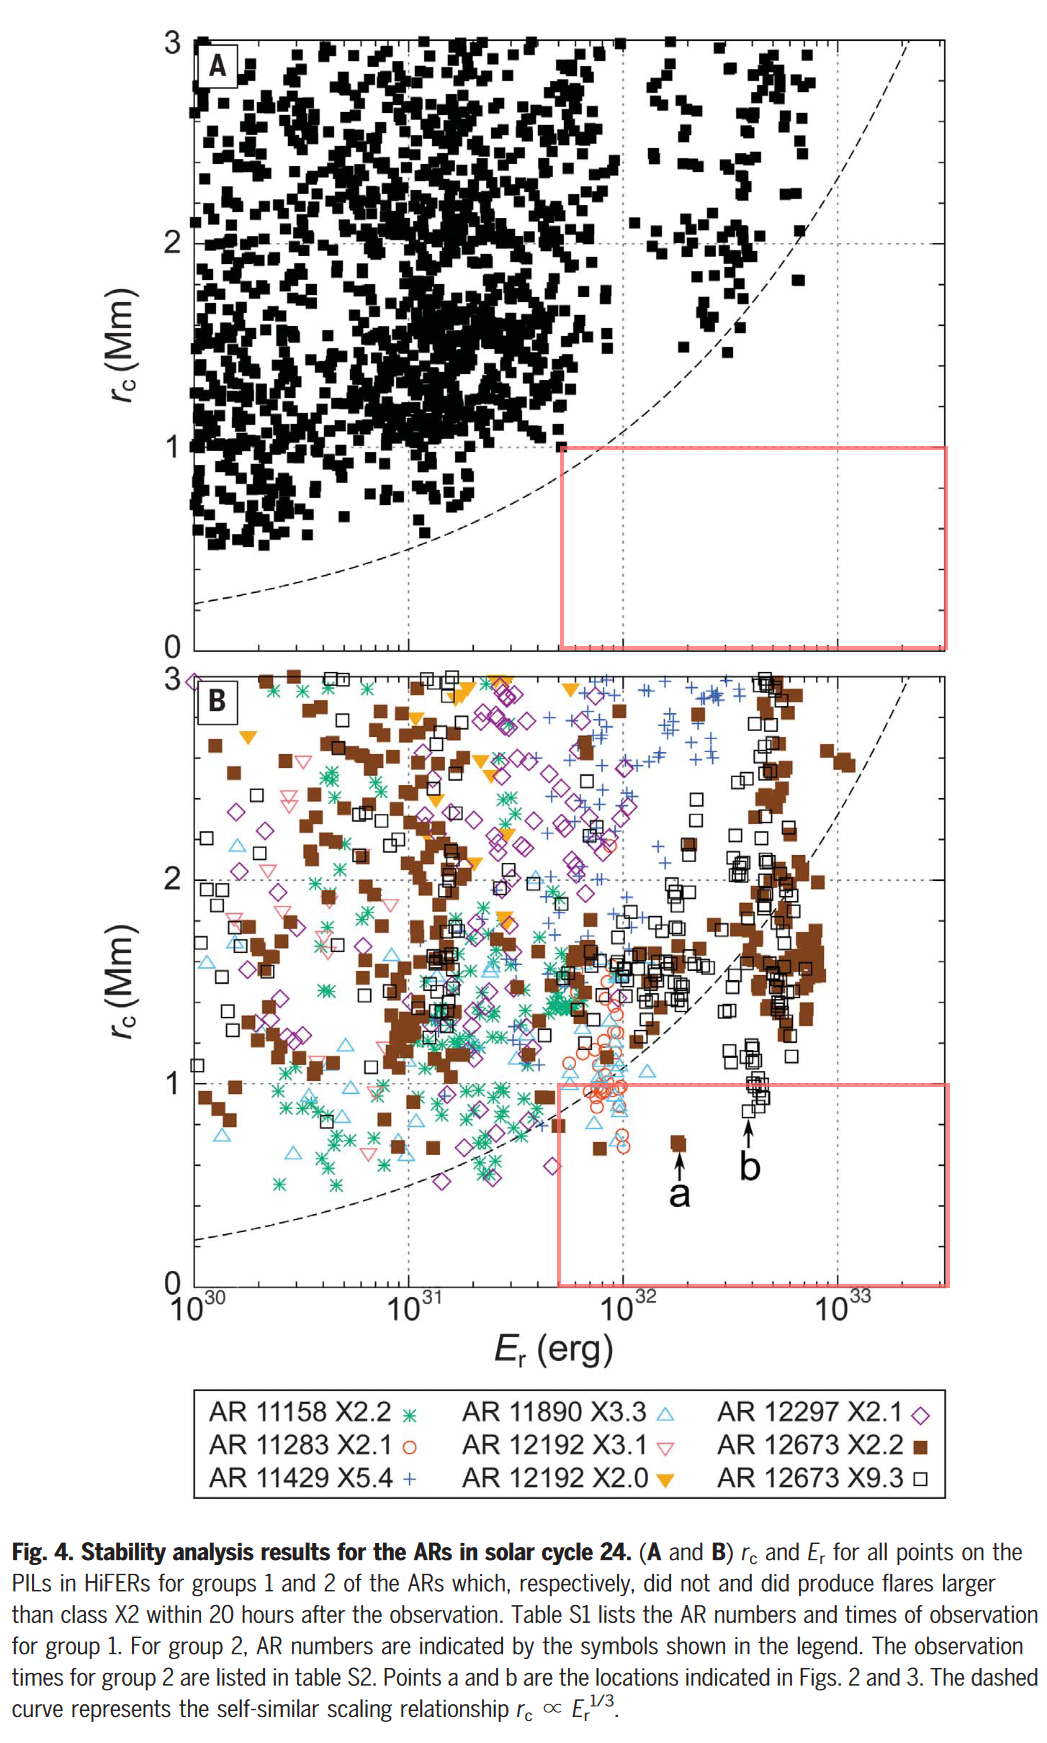 3
A
2
r_c (Mm)
1
0
3
B
2
r_c (Mm)
1
a
b
0
10^30 10^31 10^32 10^33
E_r (erg)
AR 11158 X2.2 AR 11890 X3.3 AR 12297 X2.1
AR 11283 X2.1 AR 12192 X3.1 AR 12673 X2.2
AR 11429 X5.4 AR 12192 X2.0 AR 12673 X9.3
Fig. 4. Stability analysis results for the ARs in solar cycle 24. (A and B) r_c and E_r for all points on the
PILs in HiFERs for groups 1 and 2 of the ARs which, respectively, did not and did produce flares larger
than class X2 within 20 hours after the observation. Table S1 lists the AR numbers and times of observation
for group 1. For group 2, AR numbers are indicated by the symbols shown in the legend. The observation
times for group 2 are listed in table S2. Points a and b are the locations indicated in Figs. 2 and 3. The dashed
curve represents the self-similar scaling relationship r_c ∝ E_r^1/3.